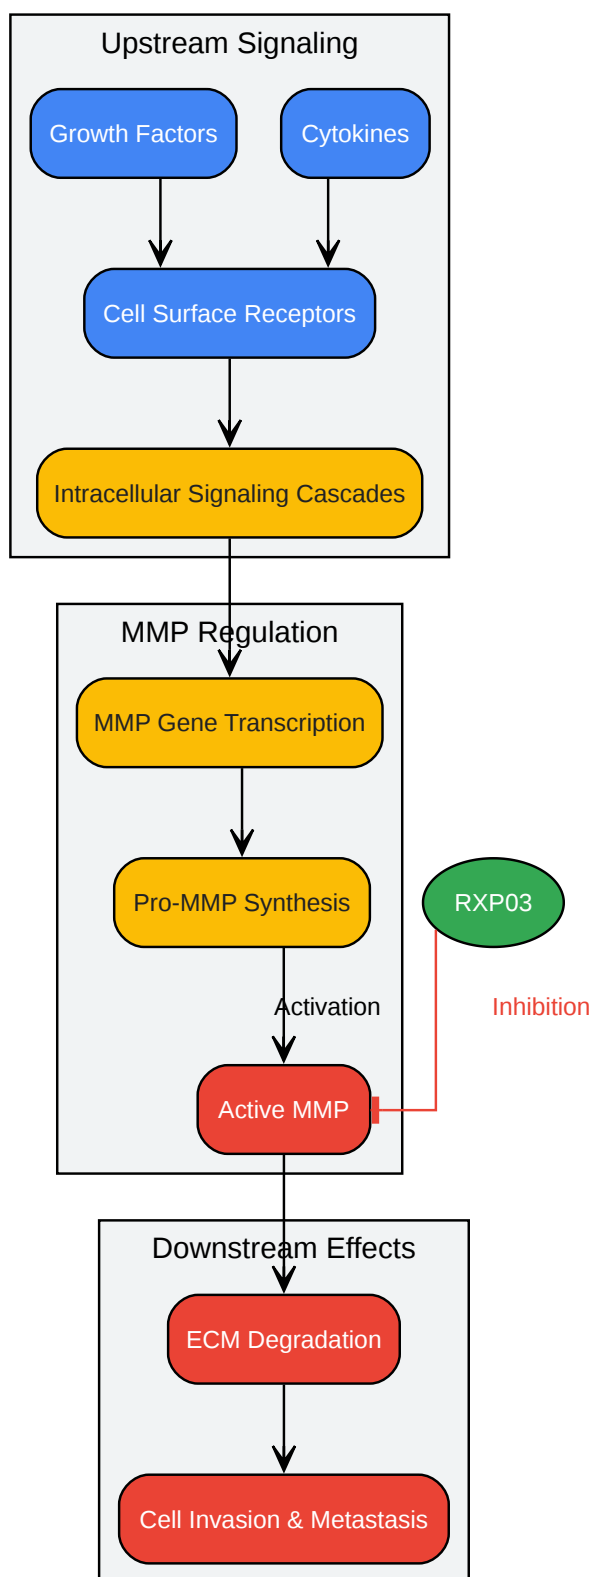 Upstream Signaling
Growth Factors
Cytokines
Cell Surface Receptors
Intracellular Signaling Cascades
MMP Regulation
MMP Gene Transcription
Pro-MMP Synthesis
RXP03
Activation
Inhibition
Active MMP
Downstream Effects
ECM Degradation
Cell Invasion & Metastasis